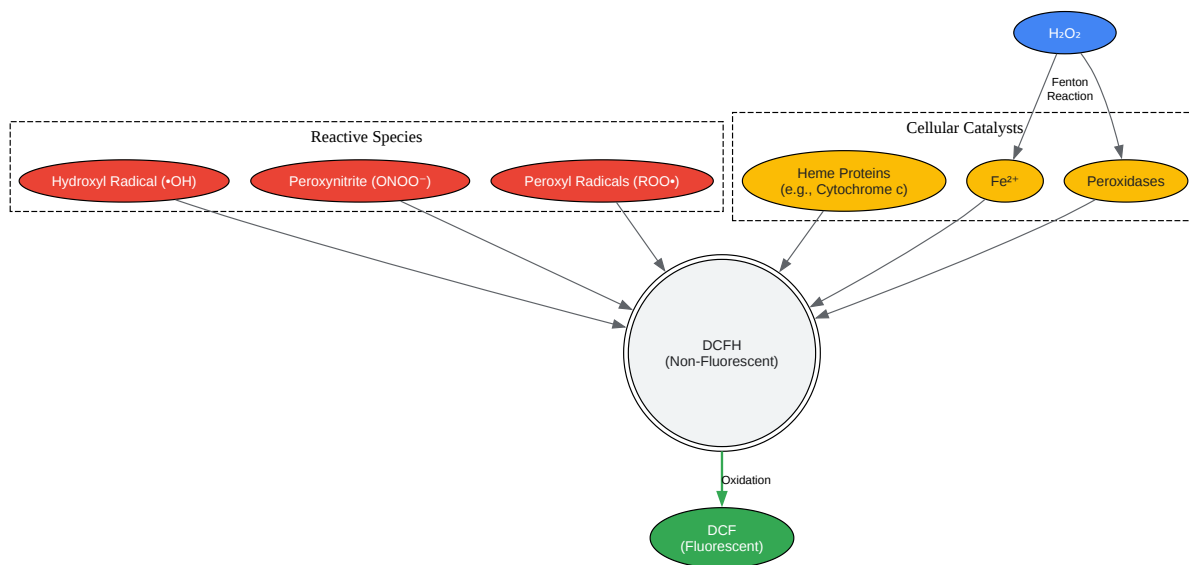 H₂O₂
Fenton
Reaction
Reactive Species
Cellular Catalysts
Hydroxyl Radical (•OH)
Peroxynitrite (ONOO⁻)
Peroxyl Radicals (ROO•)
Heme Proteins
(e.g., Cytochrome c)
Fe²⁺
Peroxidases
DCFH
(Non-Fluorescent)
Oxidation
DCF
(Fluorescent)